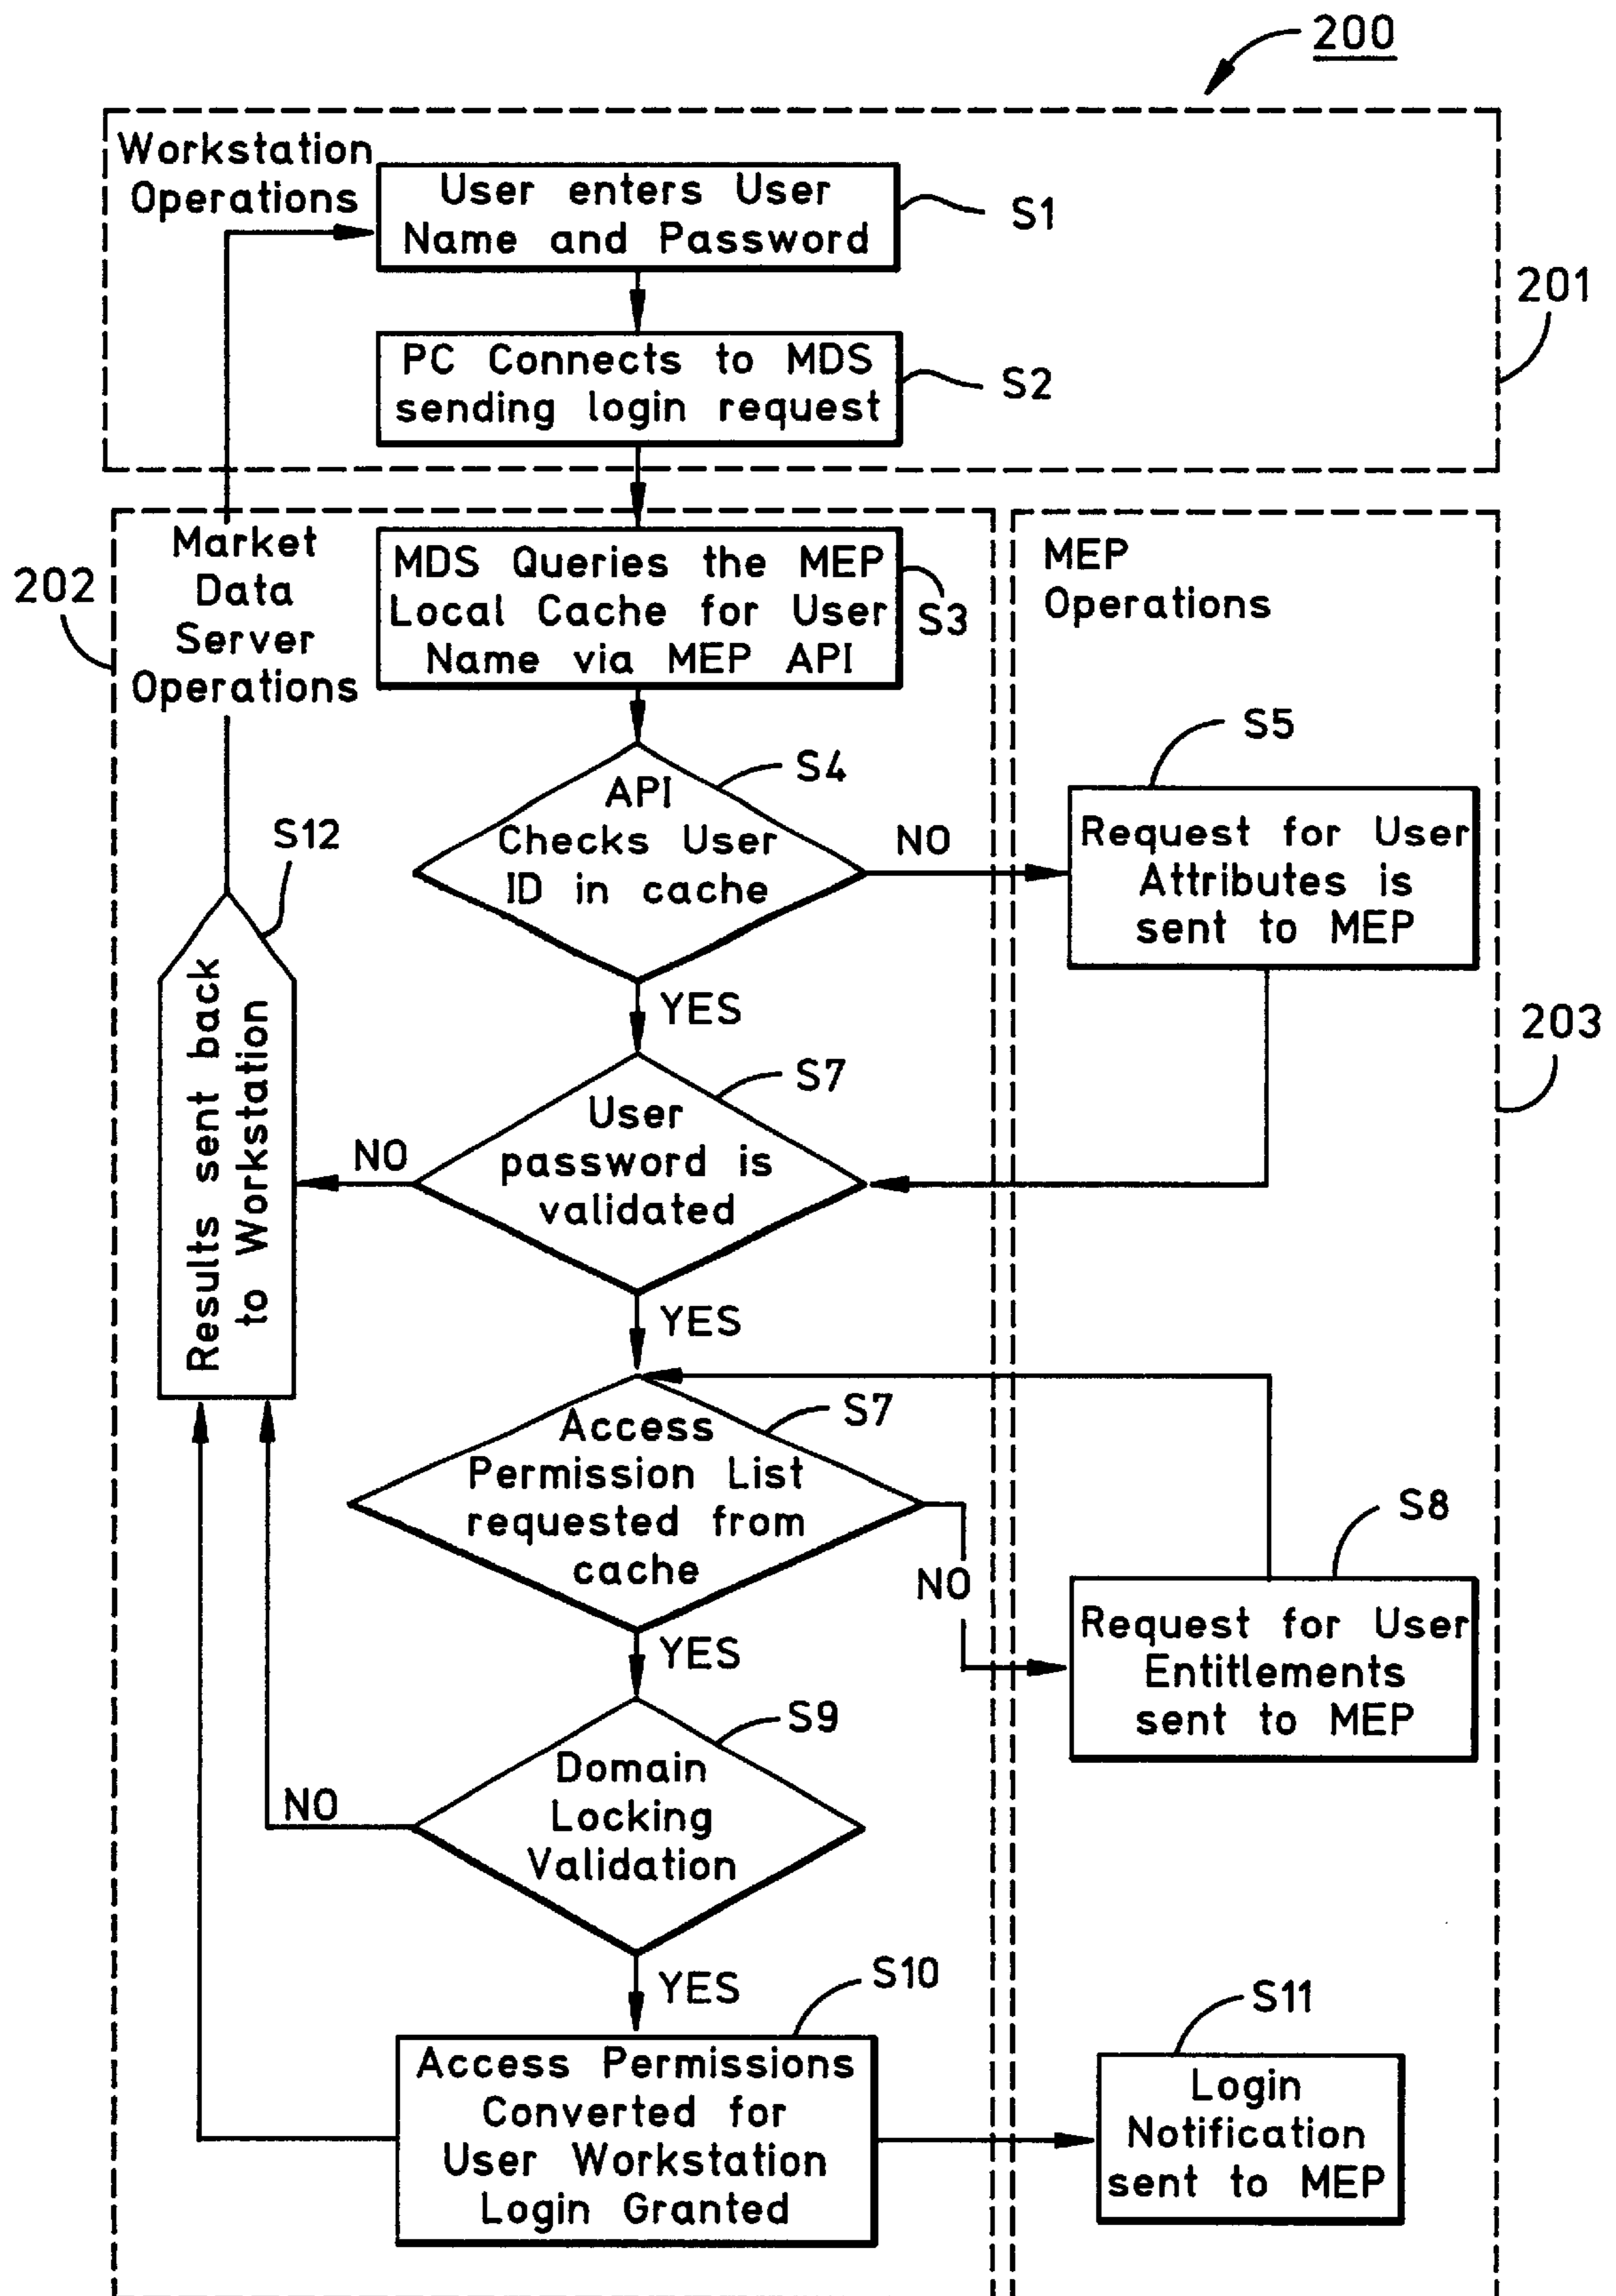 200
Workstation
Operations
User enters User
Name and Password
S1
201
PC Connects to MDS
sending login request
S2
202
Market
Data
Server
Operations
MDS Queries the MEP
Local Cache for User
Name via MEP API
S3
MEP
Operations
S4
API
Checks User
ID in cache
NO
S5
Request for User
Attributes is
sent to MEP
YES
S12
Results sent back
to Workstation
203
S7
User
password is
validated
NO
YES
S7
Access
Permission List
requested from
cache
NO
S8
Request for User
Entitlements
sent to MEP
YES
S9
Domain
Locking
Validation
NO
YES
S10
Access Permissions
Converted for
User Workstation
Login Granted
S11
Login
Notification
sent to MEP